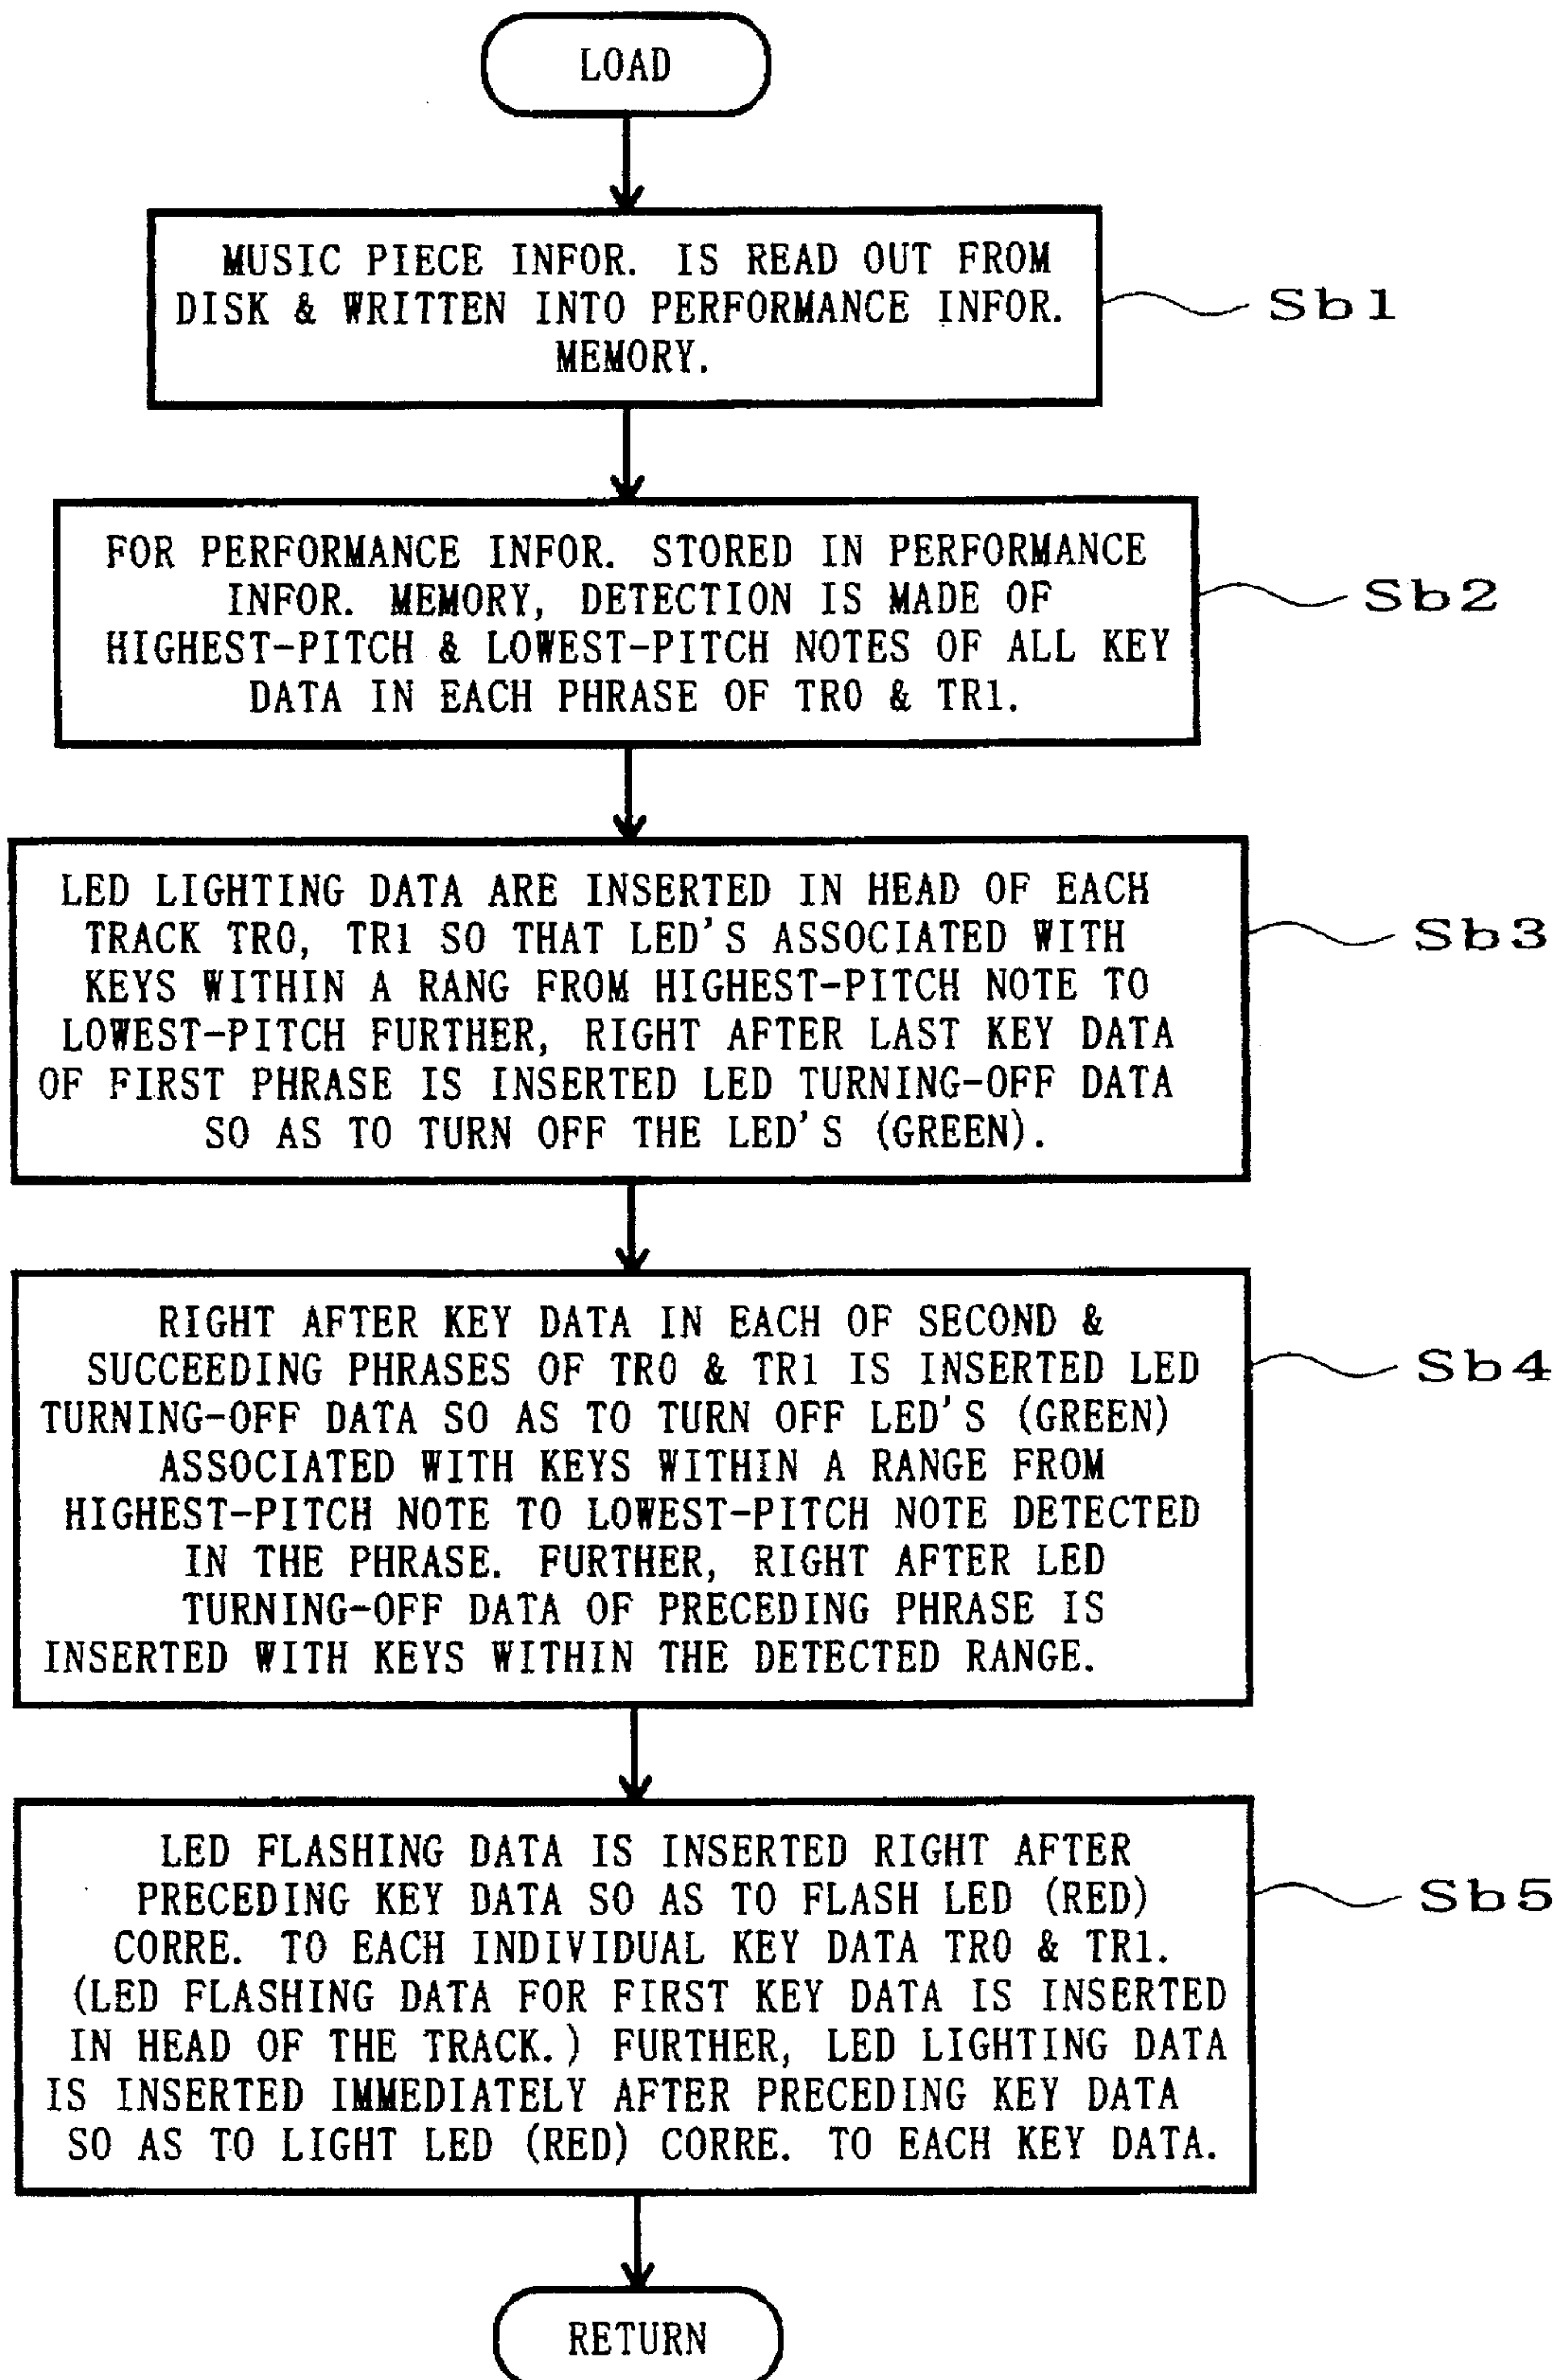 LOAD
MUSIC PIECE INFOR. IS READ OUT FROM
DISK & WRITTEN INTO PERFORMANCE INFOR.
MEMORY.
Sb1
FOR PERFORMANCE INFOR. STORED IN PERFORMANCE
INFOR. MEMORY, DETECTION IS MADE OF
HIGHEST-PITCH & LOWEST-PITCH NOTES OF ALL KEY
DATA IN EACH PHRASE OF TR0 & TR1.
Sb2
LED LIGHTING DATA ARE INSERTED IN HEAD OF EACH
TRACK TR0, TR1 SO THAT LED'S ASSOCIATED WITH
KEYS WITHIN A RANG FROM HIGHEST-PITCH NOTE TO
LOWEST-PITCH FURTHER, RIGHT AFTER LAST KEY DATA
OF FIRST PHRASE IS INSERTED LED TURNING-OFF DATA
SO AS TO TURN OFF THE LED'S (GREEN).
Sb3
RIGHT AFTER KEY DATA IN EACH OF SECOND &
SUCCEEDING PHRASES OF TR0 & TR1 IS INSERTED LED
TURNING-OFF DATA SO AS TO TURN OFF LED'S (GREEN)
ASSOCIATED WITH KEYS WITHIN A RANGE FROM
HIGHEST-PITCH NOTE TO LOWEST-PITCH NOTE DETECTED
IN THE PHRASE. FURTHER, RIGHT AFTER LED
TURNING-OFF DATA OF PRECEDING PHRASE IS
INSERTED WITH KEYS WITHIN THE DETECTED RANGE.
Sb4
LED FLASHING DATA IS INSERTED RIGHT AFTER
PRECEDING KEY DATA SO AS TO FLASH LED (RED)
CORRE. TO EACH INDIVIDUAL KEY DATA TR0 & TR1.
(LED FLASHING DATA FOR FIRST KEY DATA IS INSERTED
IN HEAD OF THE TRACK.) FURTHER, LED LIGHTING DATA
IS INSERTED IMMEDIATELY AFTER PRECEDING KEY DATA
SO AS TO LIGHT LED (RED) CORRE. TO EACH KEY DATA.
Sb5
RETURN